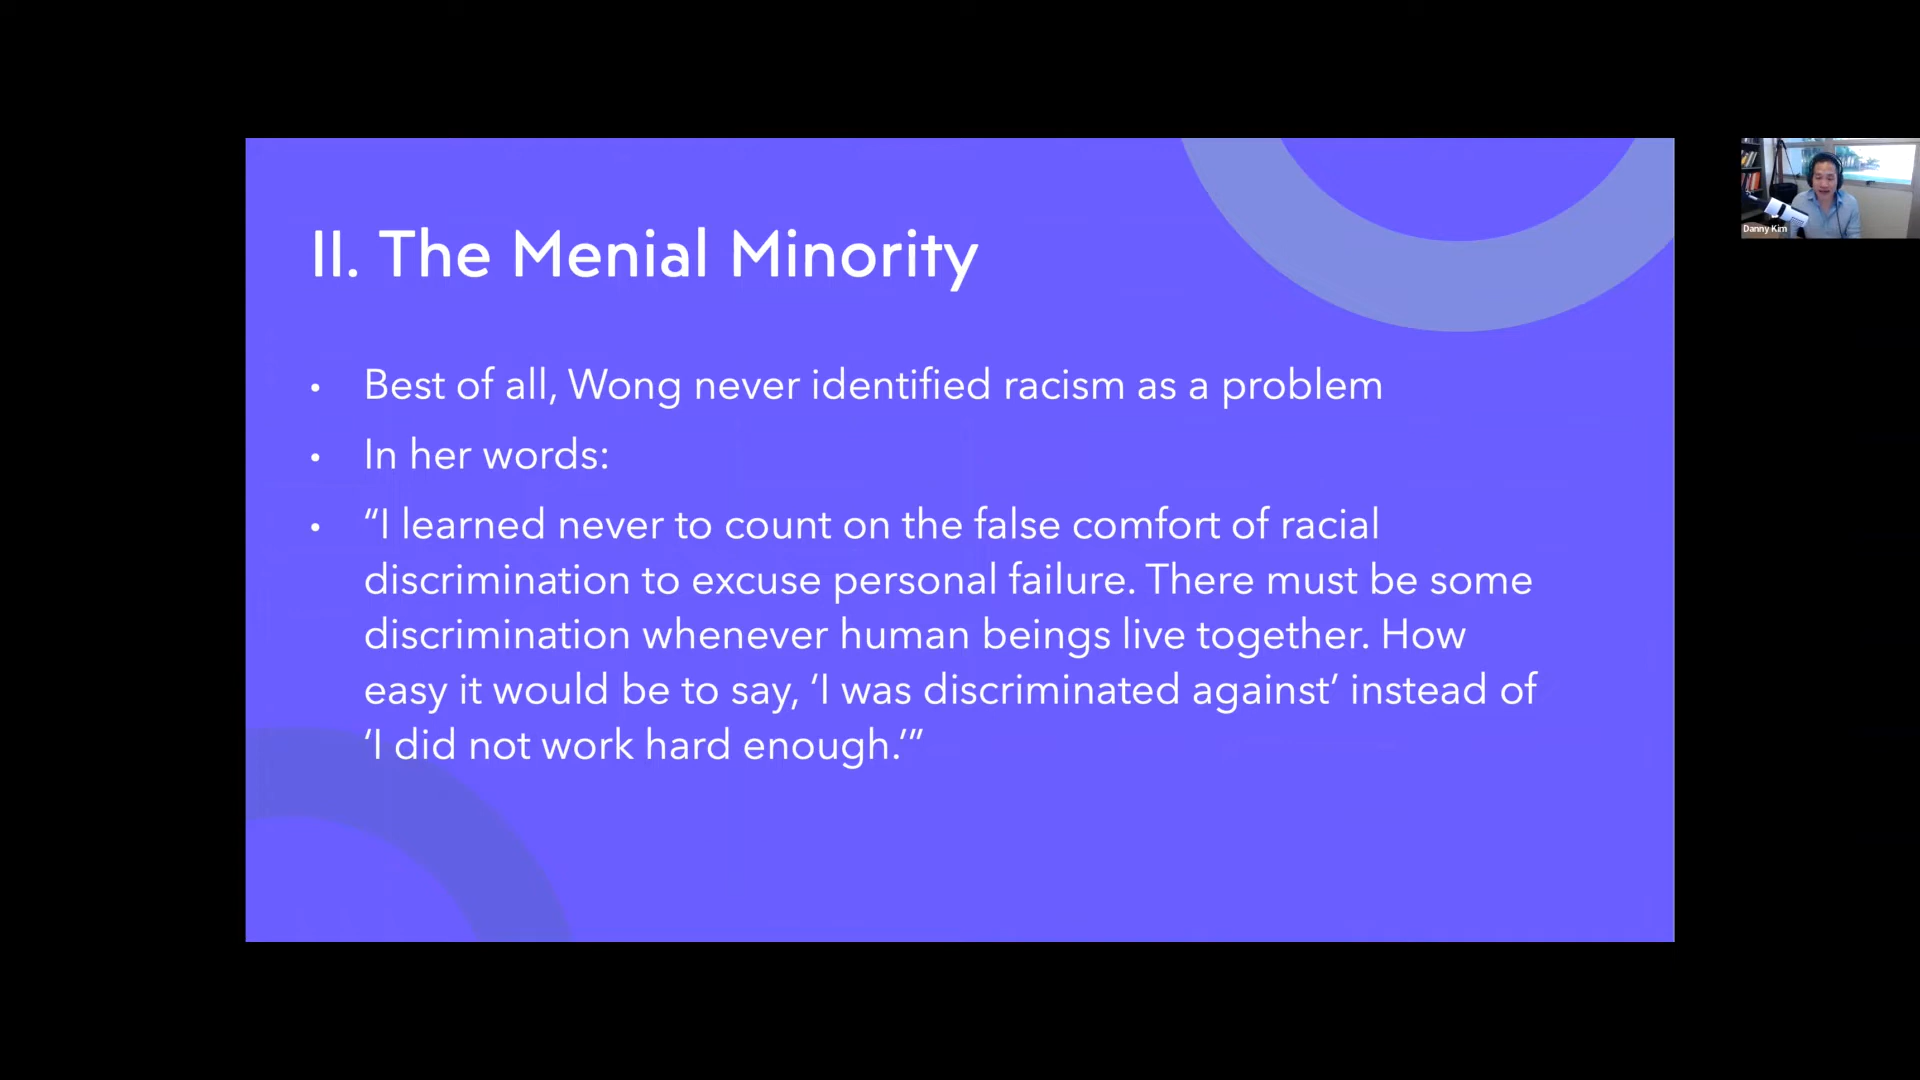 II. The Menial Minority
• Best of all, Wong never identified racism as a problem
• In her words:
• “I learned never to count on the false comfort of racial
discrimination to excuse personal failure. There must be some
discrimination whenever human beings live together. How
easy it would be to say, ‘I was discriminated against’ instead of
‘I did not work hard enough.’”
Danny Kim